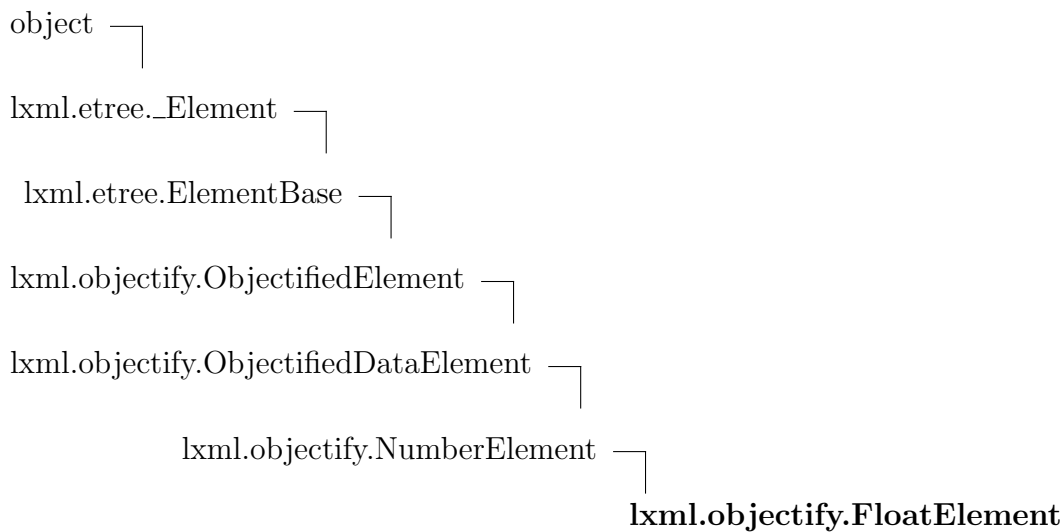 object
lxml.etree._Element
lxml.etree.ElementBase
lxml.objectify.ObjectifiedElement
lxml.objectify.ObjectifiedDataElement
lxml.objectify.NumberElement
lxml.objectify.FloatElement